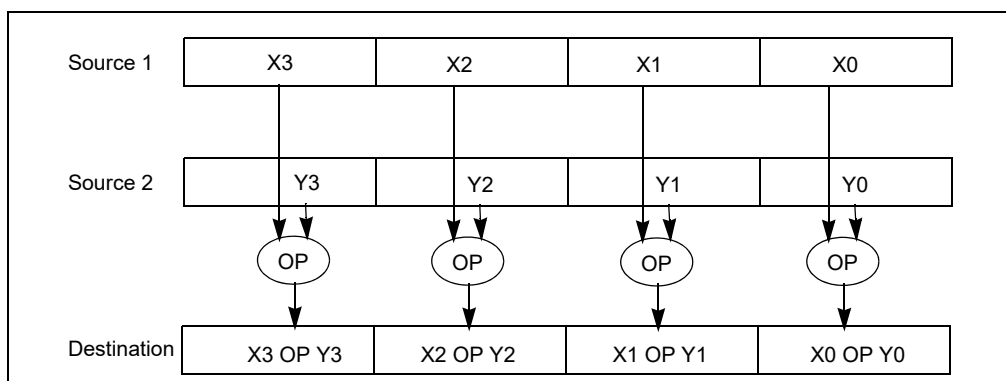 Source 1 X3 X2 X1 X0
Source 2 Y3 Y2 Y1 Y0
OP OP OP OP
Destination X3 OP Y3 X2 OP Y2 X1 OP Y1 X0 OP Y0